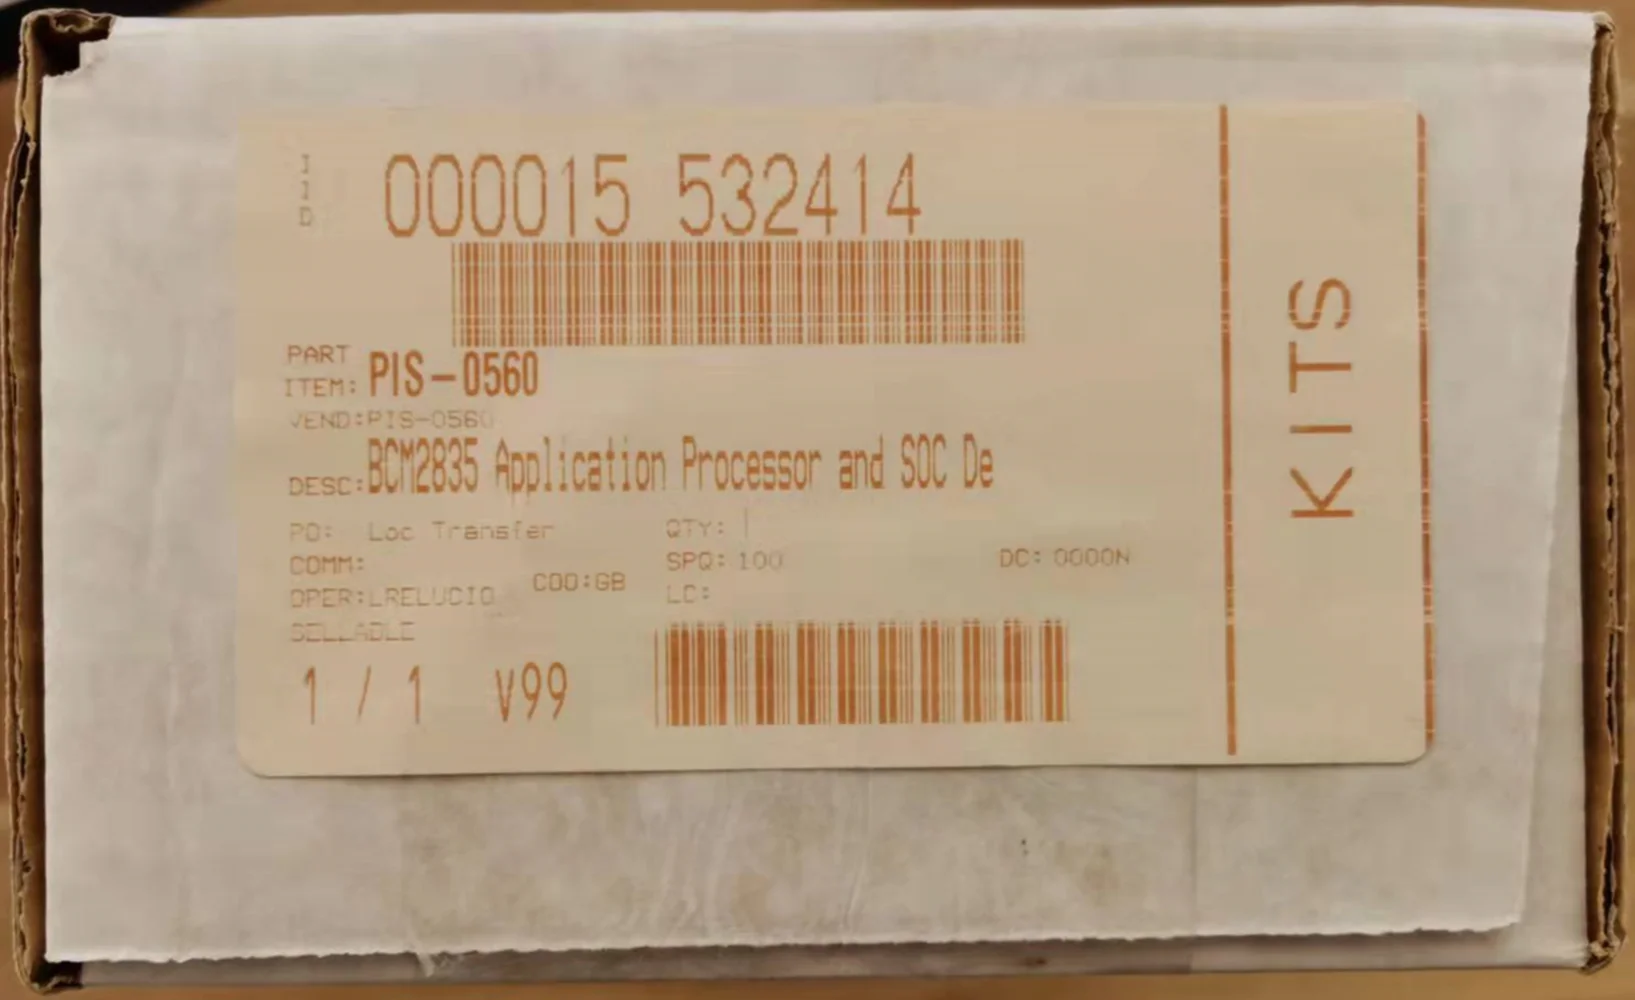 IID
000015 532414
PART
ITEM: PIS-0560
VEND:PIS-0560
DESC: BCM2835 Application Processor and SOC De
PO: Loc Transfer
QTY: 1
COMM:
SPQ: 100
DC: 0000N
COO:GB
OPER:LRELUCIO
LC:
SELLABLE
1 / 1 V99
KITS